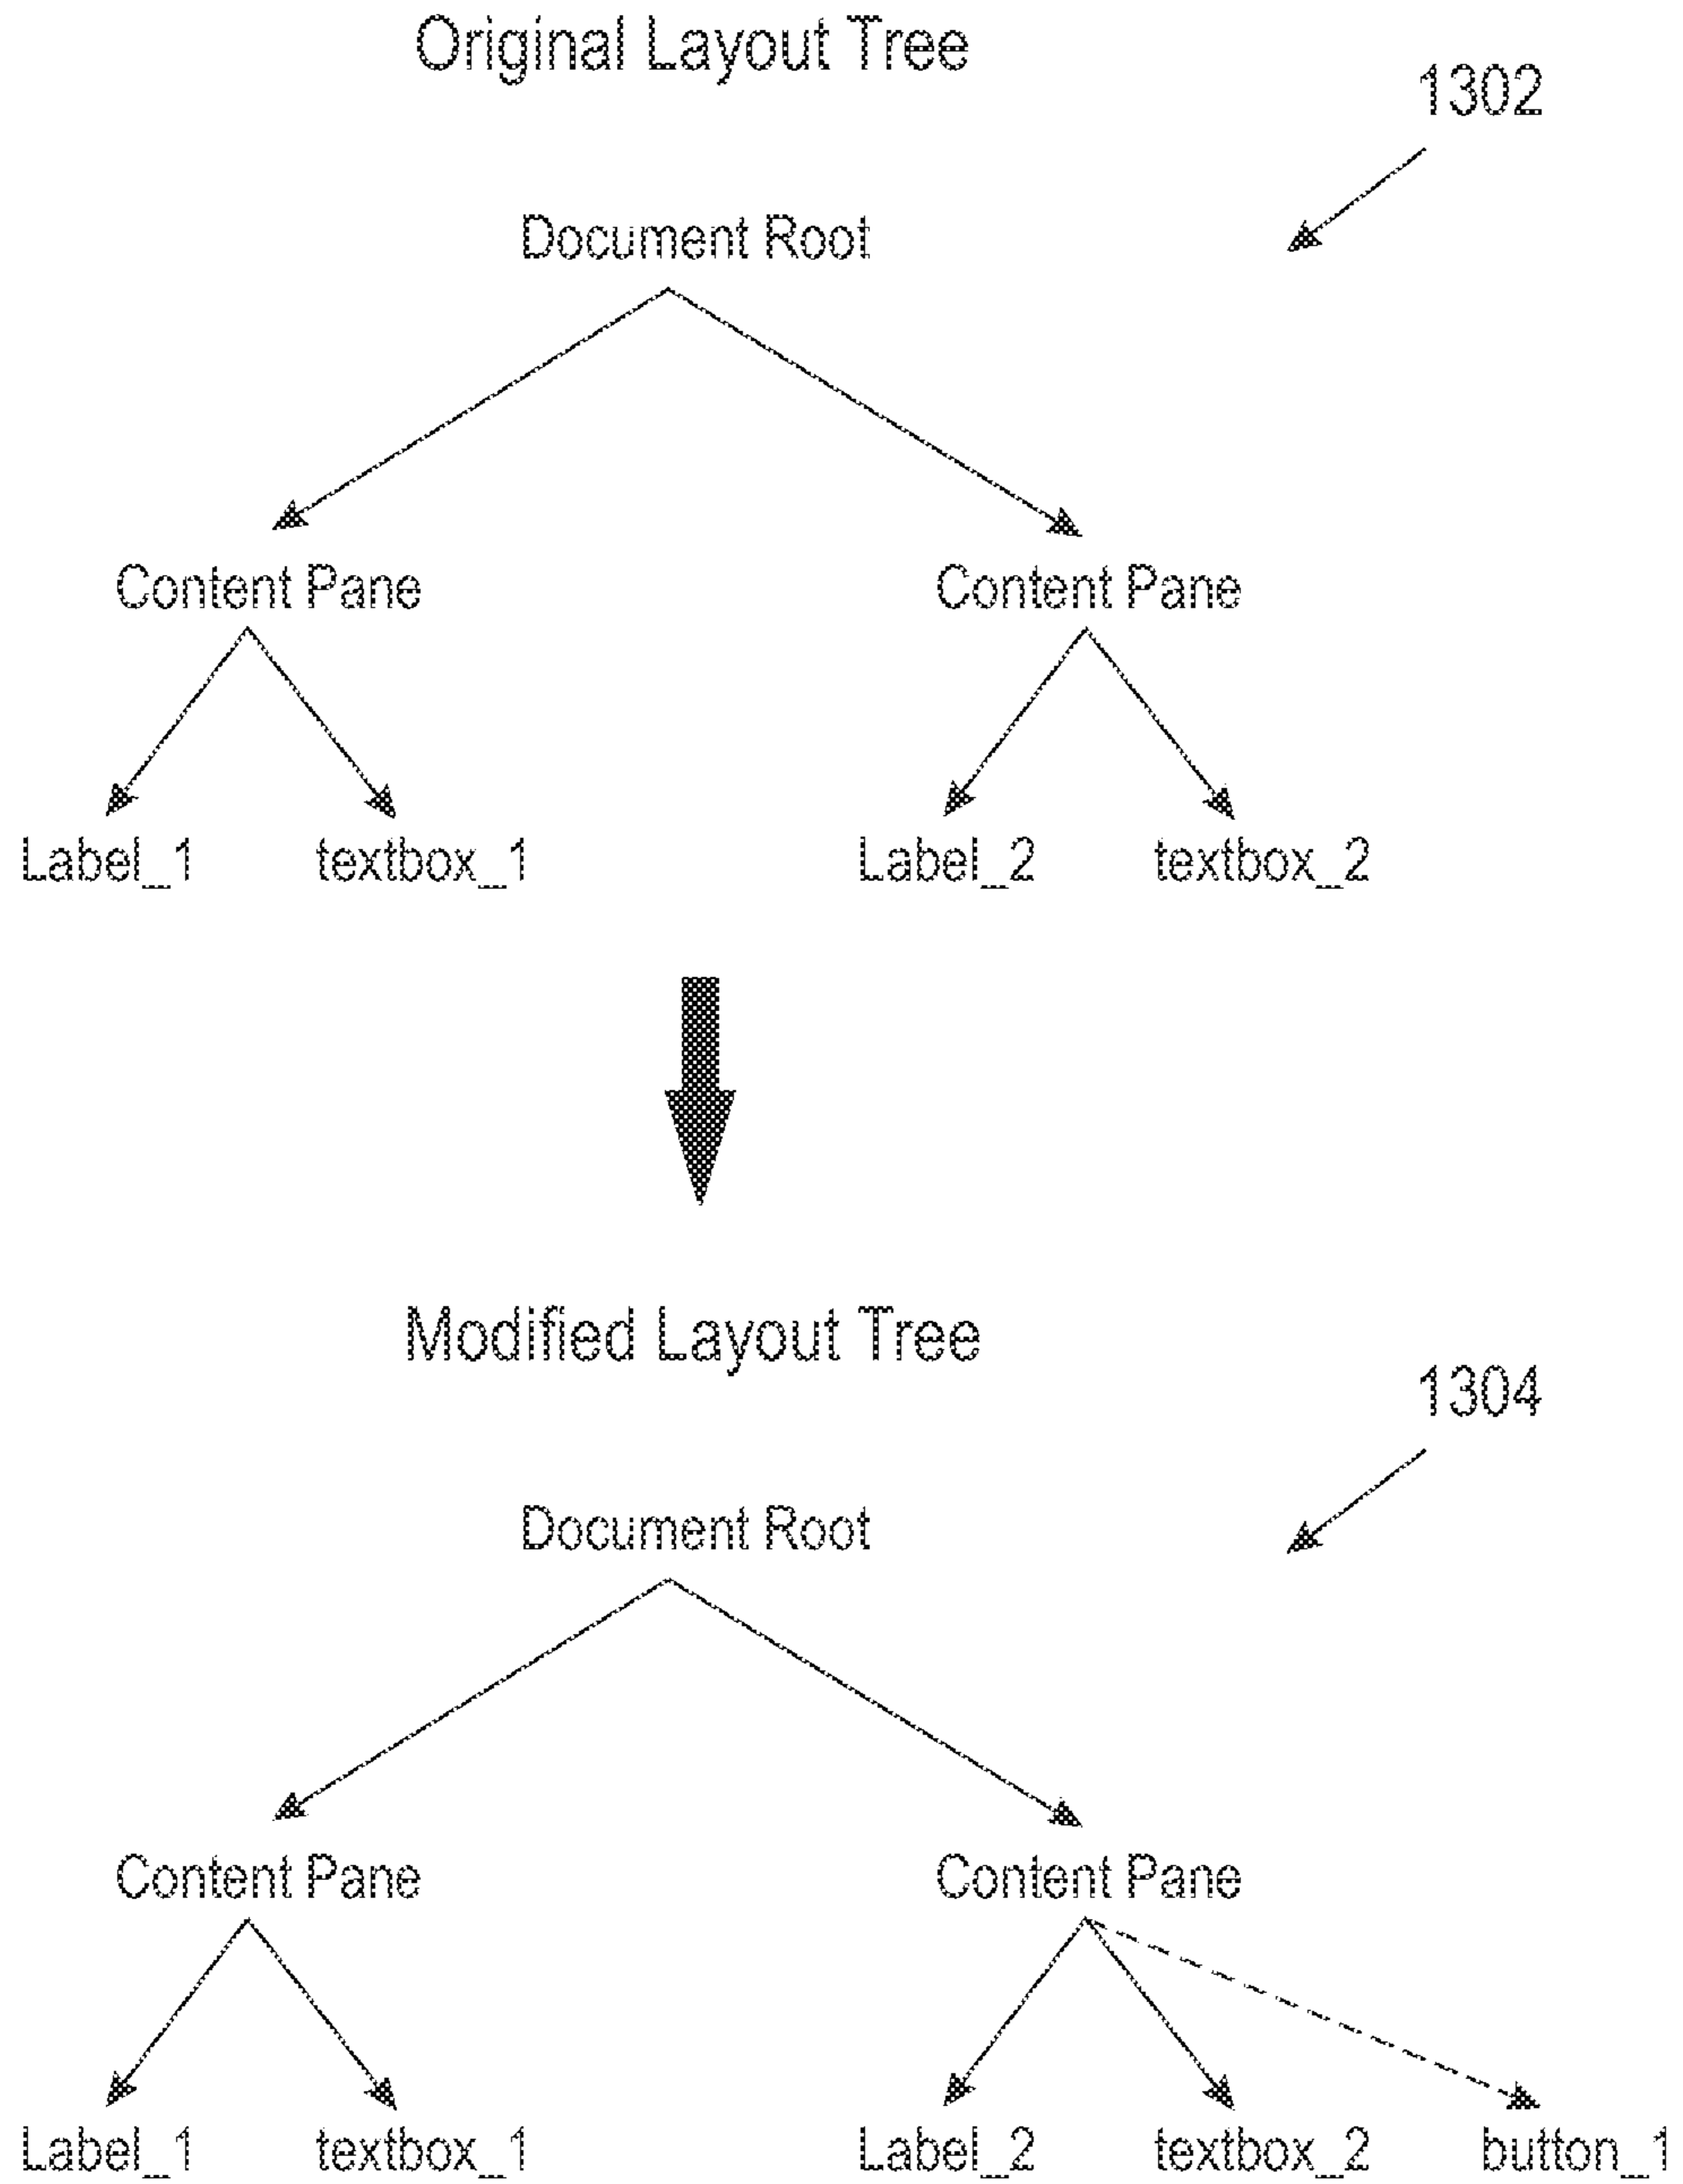 Original Layout Tree
1302
Document Root
Content Pane Content Pane
Label_1 textbox_1 Label_2 textbox_2
Modified Layout Tree
1304
Document Root
Content Pane Content Pane
Label_1 textbox_1 Label_2 textbox_2 button_1